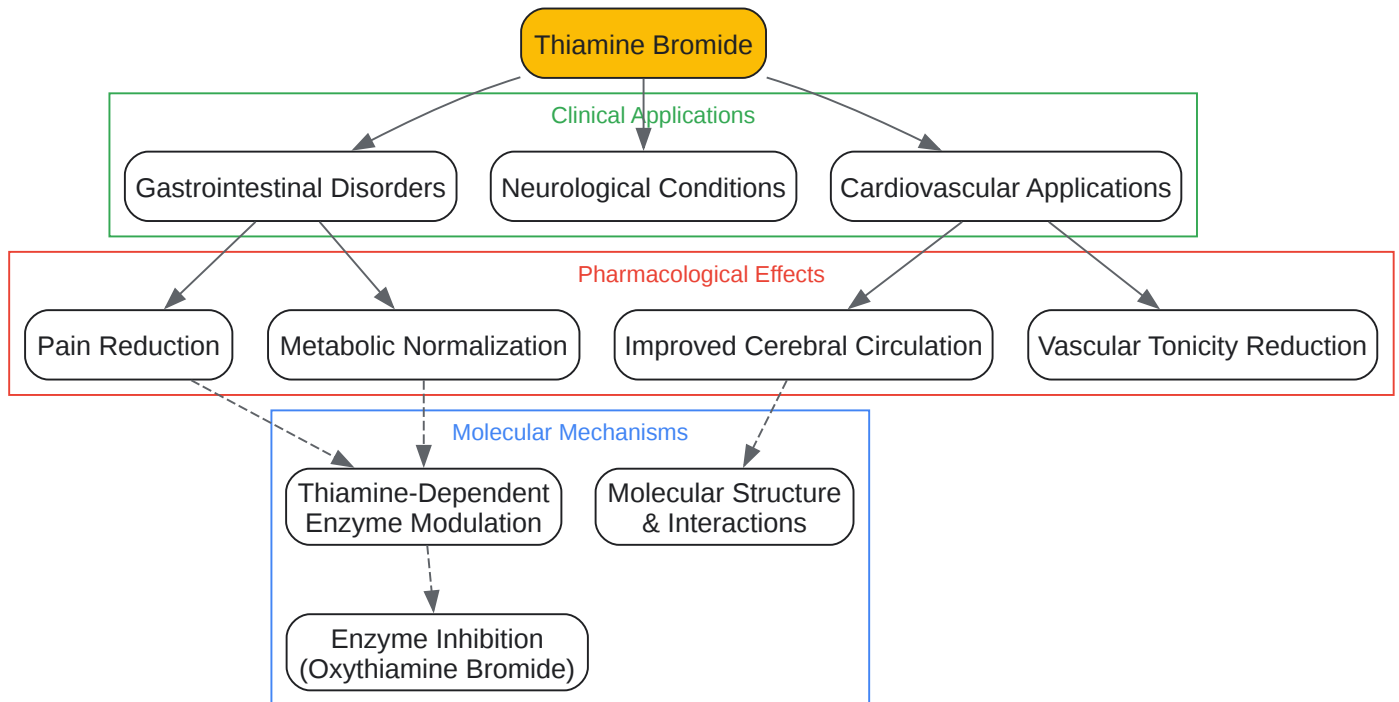 Thiamine Bromide
Clinical Applications
Gastrointestinal Disorders
Neurological Conditions
Cardiovascular Applications
Pharmacological Effects
Pain Reduction
Metabolic Normalization
Improved Cerebral Circulation
Vascular Tonicity Reduction
Molecular Mechanisms
Thiamine-Dependent
Enzyme Modulation
Molecular Structure
& Interactions
Enzyme Inhibition
(Oxythiamine Bromide)